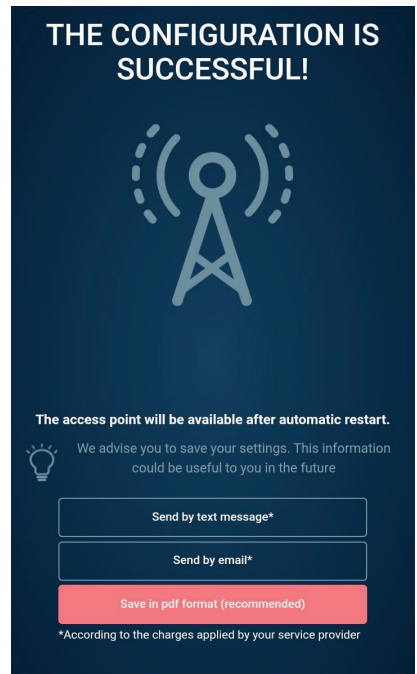 THE CONFIGURATION IS
SUCCESSFUL!
The access point will be available after automatic restart.
We advise you to save your settings. This information
could be useful to you in the future
Send by text message*
Send by email*
Save in pdf format (recommended)
*According to the charges applied by your service provider